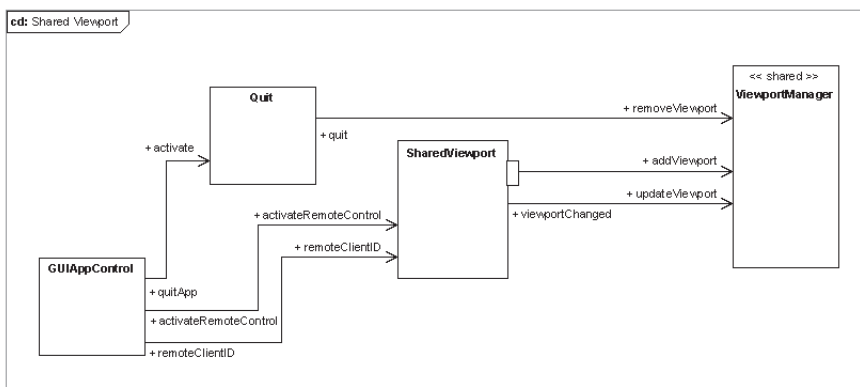 cd: Shared Viewport
<< shared >>
ViewportManager
Quit
+ removeViewport
+ quit
+ activate
SharedViewport
+ addViewport
+ updateViewport
+ viewportChanged
+ activateRemoteControl
+ remoteClientID
GUIAppControl
+ quitApp
+ activateRemoteControl
+ remoteClientID